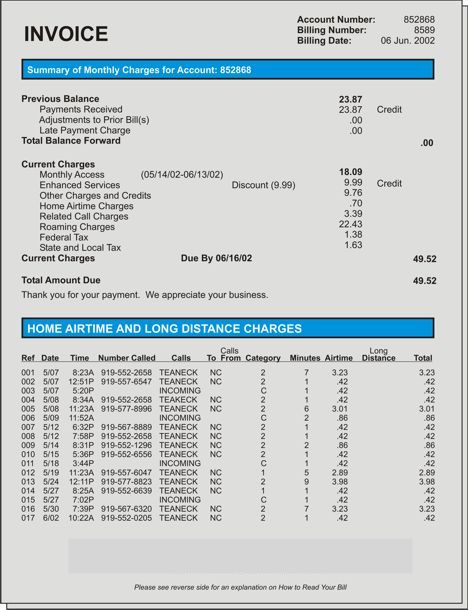 INVOICE
Account Number: 852868
Billing Number: 8589
Billing Date: 06 Jun. 2002
Summary of Monthly Charges for Account: 852868
Previous Balance 23.87
Payments Received 23.87 Credit
Adjustments to Prior Bill(s) .00
Late Payment Charge .00
Total Balance Forward .00
Current Charges
Monthly Access (05/14/02-06/13/02) 18.09
Enhanced Services Discount (9.99) 9.99 Credit
Other Charges and Credits 9.76
Home Airtime Charges .70
Related Call Charges 3.39
Roaming Charges 22.43
Federal Tax 1.38
State and Local Tax 1.63
Current Charges Due By 06/16/02 49.52
Total Amount Due 49.52
Thank you for your payment. We appreciate your business.
HOME AIRTIME AND LONG DISTANCE CHARGES
Calls Long
Ref Date Time Number Called Calls To From Category Minutes Airtime Distance Total
001 5/07 8:23A 919-552-2658 TEANECK NC 2 7 3.23 3.23
002 5/07 12:51P 919-557-6547 TEANECK NC 2 1 .42 .42
003 5/07 5:20P INCOMING C 1 .42 .42
004 5/08 8:34A 919-552-2658 TEAKECK NC 2 1 .42 .42
005 5/08 11:23A 919-577-8996 TEANECK NC 2 6 3.01 3.01
006 5/09 11:52A INCOMING C 2 .86 .86
007 5/12 6:32P 919-567-8889 TEANECK NC 2 1 .42 .42
008 5/12 7:58P 919-552-2658 TEANECK NC 2 1 .42 .42
009 5/14 8:31P 919-552-1296 TEANECK NC 2 2 .86 .86
010 5/15 5:36P 919-552-6556 TEANECK NC 2 1 .42 .42
011 5/18 3:44P INCOMING C 1 .42 .42
012 5/19 11:23A 919-557-6047 TEANECK NC 1 5 2.89 2.89
013 5/24 12:11P 919-577-8823 TEANECK NC 2 9 3.98 3.98
014 5/27 8:25A 919-552-6639 TEANECK NC 1 1 .42 .42
015 5/27 7:02P INCOMING C 1 .42 .42
016 5/30 7:39P 919-567-6320 TEANECK NC 2 7 3.23 3.23
017 6/02 10:22A 919-552-0205 TEANECK NC 2 1 .42 .42
Please see reverse side for an explanation on How to Read Your Bill